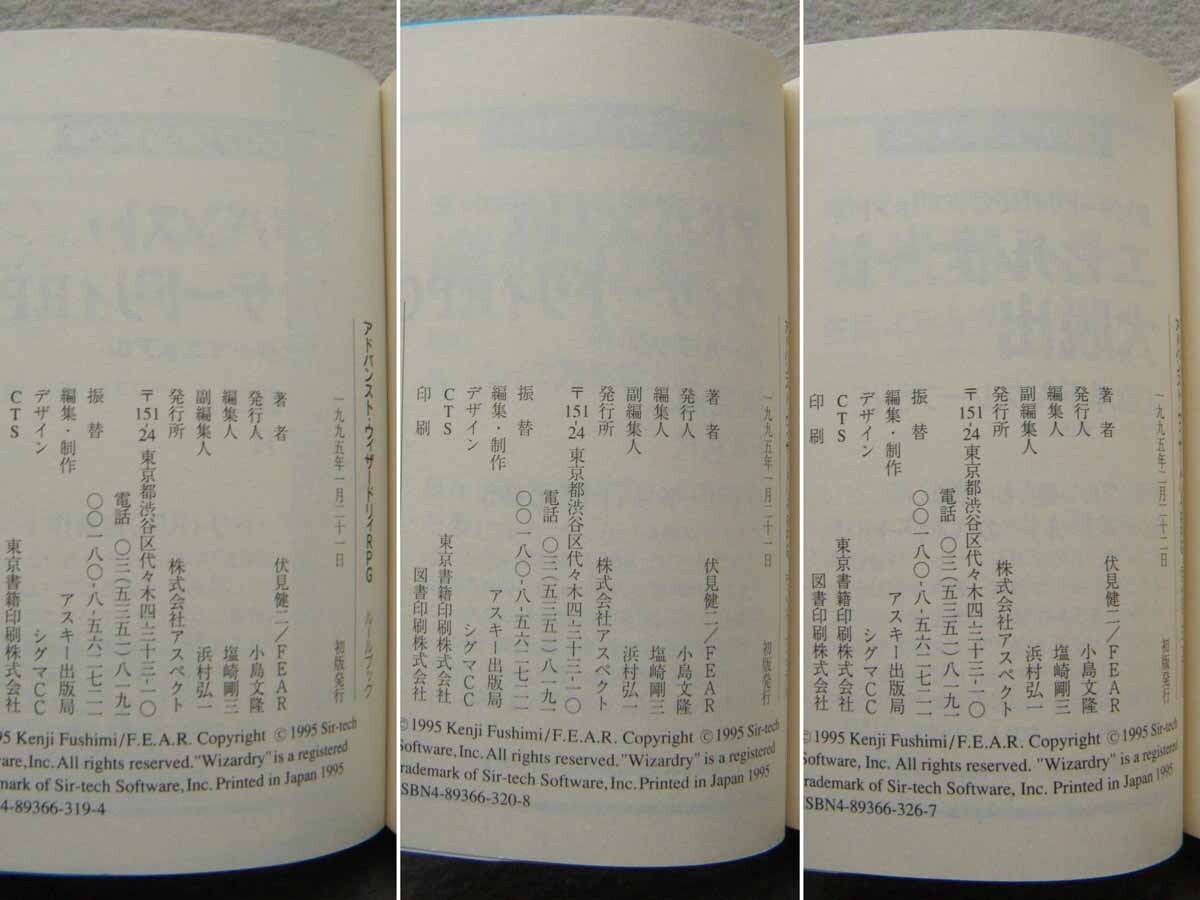 アドバンスト・ウィザードリィRPG ルールブック
一九九五年一月二十一日 初版発行
著者 伏見健二/FEAR
発行人 小島文隆
編集人 塩崎剛三
副編集人 浜村弘一
発行所 株式会社アスペクト
〒151-24 東京都渋谷区代々木四-三十三-一〇
電話 〇三(五三五一)八一九一
振替 〇〇一八〇-八-五六二七二一
編集・制作 アスキー出版局
デザイン シグマCC
CTS 東京書籍印刷株式会社
95 Kenji Fushimi/F.E.A.R. Copyright ©1995 Sir-tech
ware,Inc. All rights reserved."Wizardry" is a registered
mark of Sir-tech Software, Inc. Printed in Japan 1995
4-89366-319-4
一九九五年一月二十一日 初版発行
著者 伏見健二/FEAR
発行人 小島文隆
編集人 塩崎剛三
副編集人 浜村弘一
発行所 株式会社アスペクト
〒151-24 東京都渋谷区代々木四-三十三-一〇
電話 〇三(五三五一)八一九一
振替 〇〇一八〇-八-五六二七二一
編集・制作 アスキー出版局
デザイン シグマCC
CTS 東京書籍印刷株式会社
印刷 図書印刷株式会社
©1995 Kenji Fushimi/F.E.A.R. Copyright ©1995 Sir-tech
Software,Inc. All rights reserved. "Wizardry" is a registered
rademark of Sir-tech Software, Inc. Printed in Japan 1995
ISBN4-89366-320-8
一九九五年二月二十二日 初版発行
著者 伏見健二/FEAR
発行人 小島文隆
編集人 塩崎剛三
副編集人 浜村弘一
発行所 株式会社アスペクト
〒151-24 東京都渋谷区代々木四-三十三-一〇
電話 〇三(五三五一)八一九一
振替 〇〇一八〇-八-五六二七二一
編集・制作 アスキー出版局
デザイン シグマCC
CTS 東京書籍印刷株式会社
印刷 図書印刷株式会社
©1995 Kenji Fushimi/F.E.A.R. Copyright ©1995 Sir-tech
Software,Inc. All rights reserved. "Wizardry" is a registered
rademark of Sir-tech Software, Inc. Printed in Japan 1995
ISBN4-89366-326-7